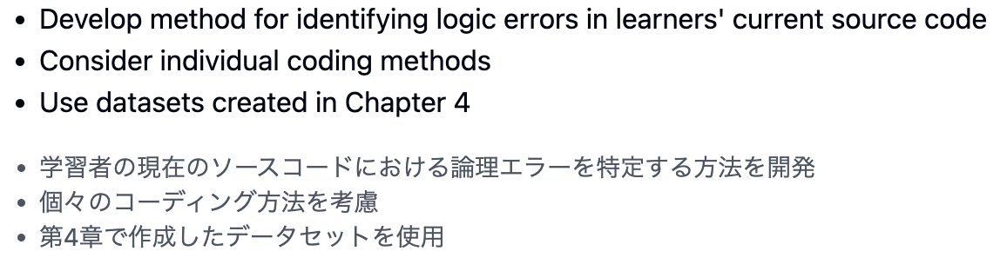 • Develop method for identifying logic errors in learners' current source code
• Consider individual coding methods
• Use datasets created in Chapter 4
• 学習者の現在のソースコードにおける論理エラーを特定する方法を開発
• 個々のコーディング方法を考慮
• 第4章で作成したデータセットを使用